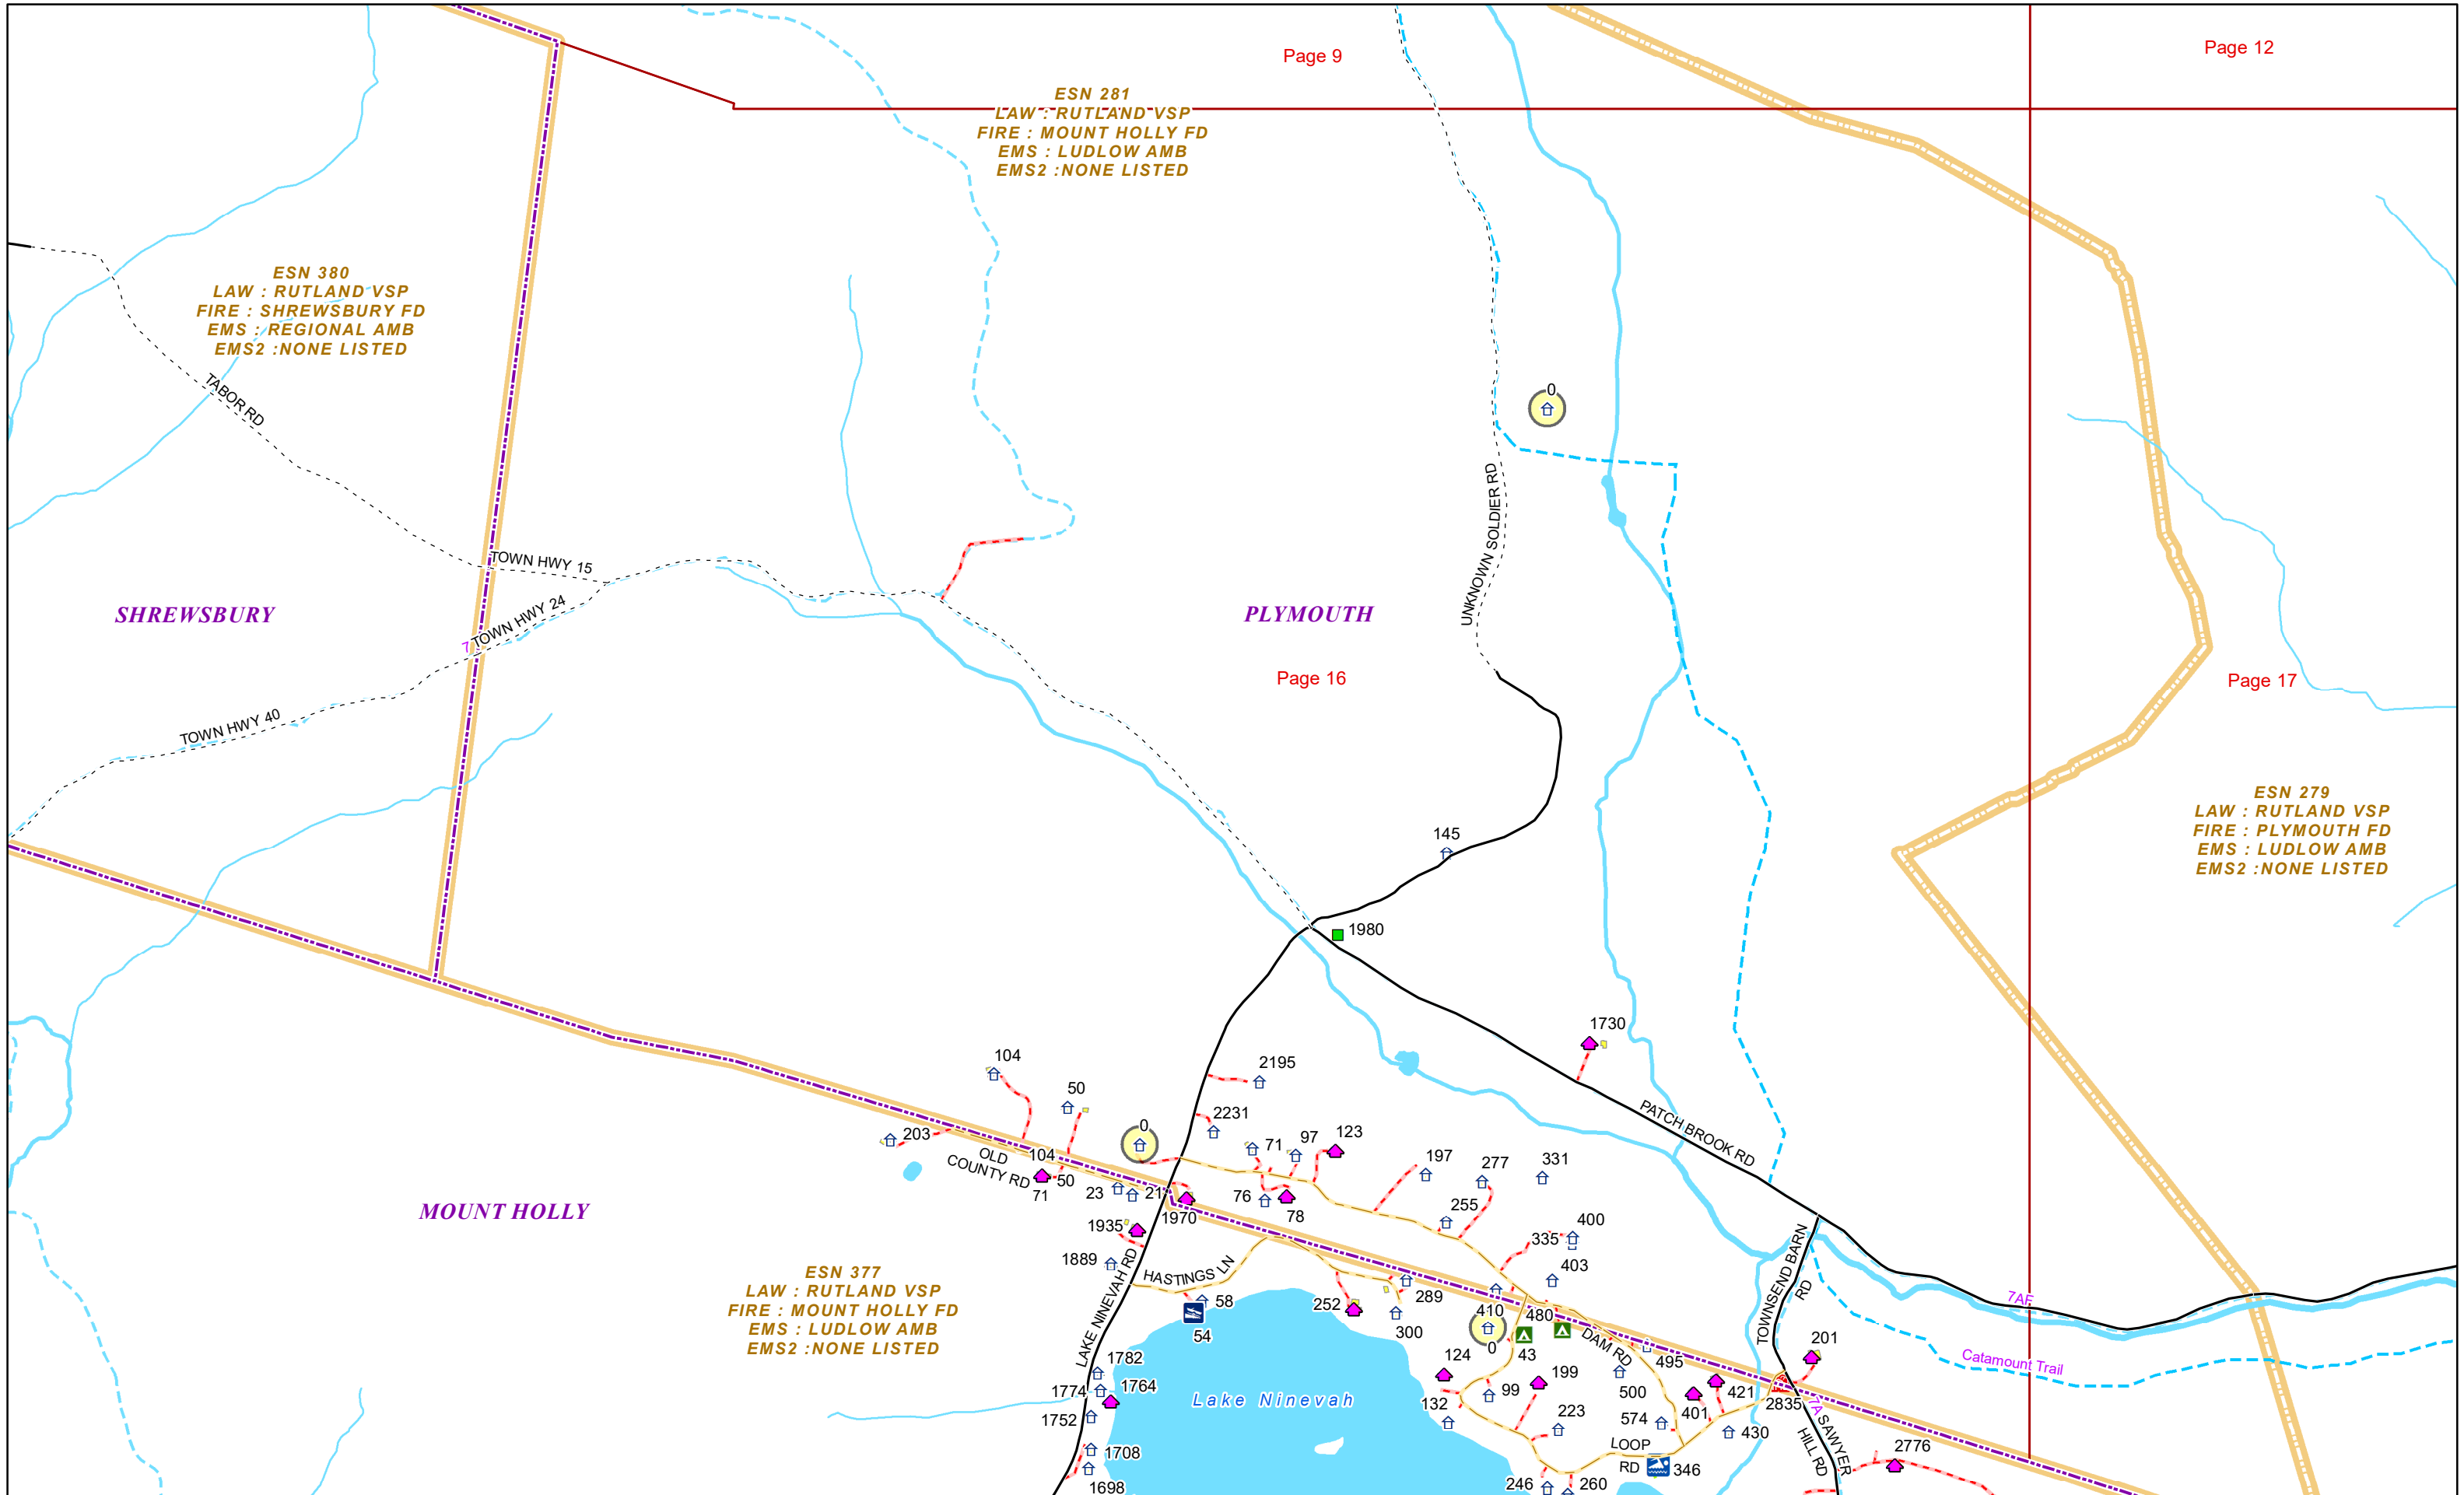 Page 9
Page 12
ESN 281
LAW : RUTLAND VSP
FIRE : MOUNT HOLLY FD
EMS : LUDLOW AMB
EMS2 :NONE LISTED
ESN 380
LAW : RUTLAND VSP
FIRE : SHREWSBURY FD
EMS : REGIONAL AMB
EMS2 :NONE LISTED
TABOR RD
0
UNKNOWN SOLDIER RD
TOWN HWY 15
TOWN HWY 24
7
SHREWSBURY
PLYMOUTH
Page 16
Page 17
TOWN HWY 40
ESN 279
LAW : RUTLAND VSP
FIRE : PLYMOUTH FD
EMS : LUDLOW AMB
EMS2 :NONE LISTED
145
1980
1730
104
2195
50
2231
PATCH BROOK RD
0
203
71
97
123
OLD
COUNTY RD
104
50
71
23
21
1970
76
78
197
277
331
255
MOUNT HOLLY
1935
1889
LAKE NINEVAH RD
HASTINGS LN
400
335
403
TOWNSEND BARN
RD
ESN 377
LAW : RUTLAND VSP
FIRE : MOUNT HOLLY FD
EMS : LUDLOW AMB
EMS2 :NONE LISTED
58
54
252
289
300
410
480
0
43
DAM RD
495
7AF
201
Catamount Trail
1782
1774
1764
1752
Lake Ninevah
124
199
99
132
223
500
574
401
421
2835
7A
430
SAWYER
HILL RD
1708
1698
LOOP
RD
346
246
260
2776